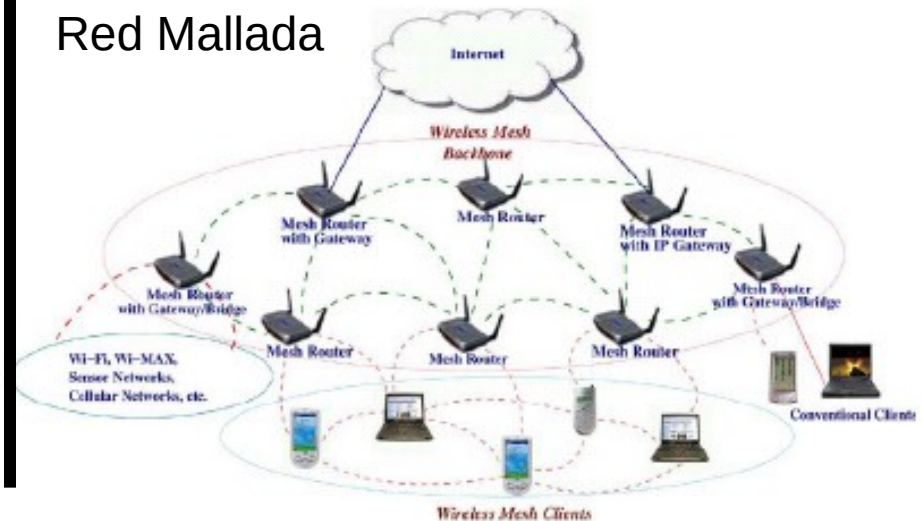 Red Mallada
Internet
Wireless Mesh
Backbone
Mesh Router
with Gateway
Mesh Router
Mesh Router
with IP Gateway
Mesh Router
with Gateway/Bridge
Mesh Router
with Gateway/Bridge
Mesh Router
Mesh Router
Mesh Router
Wi-Fi, Wi-MAX,
Sensor Networks,
Cellular Networks, etc.
Conventional Clients
Wireless Mesh Clients